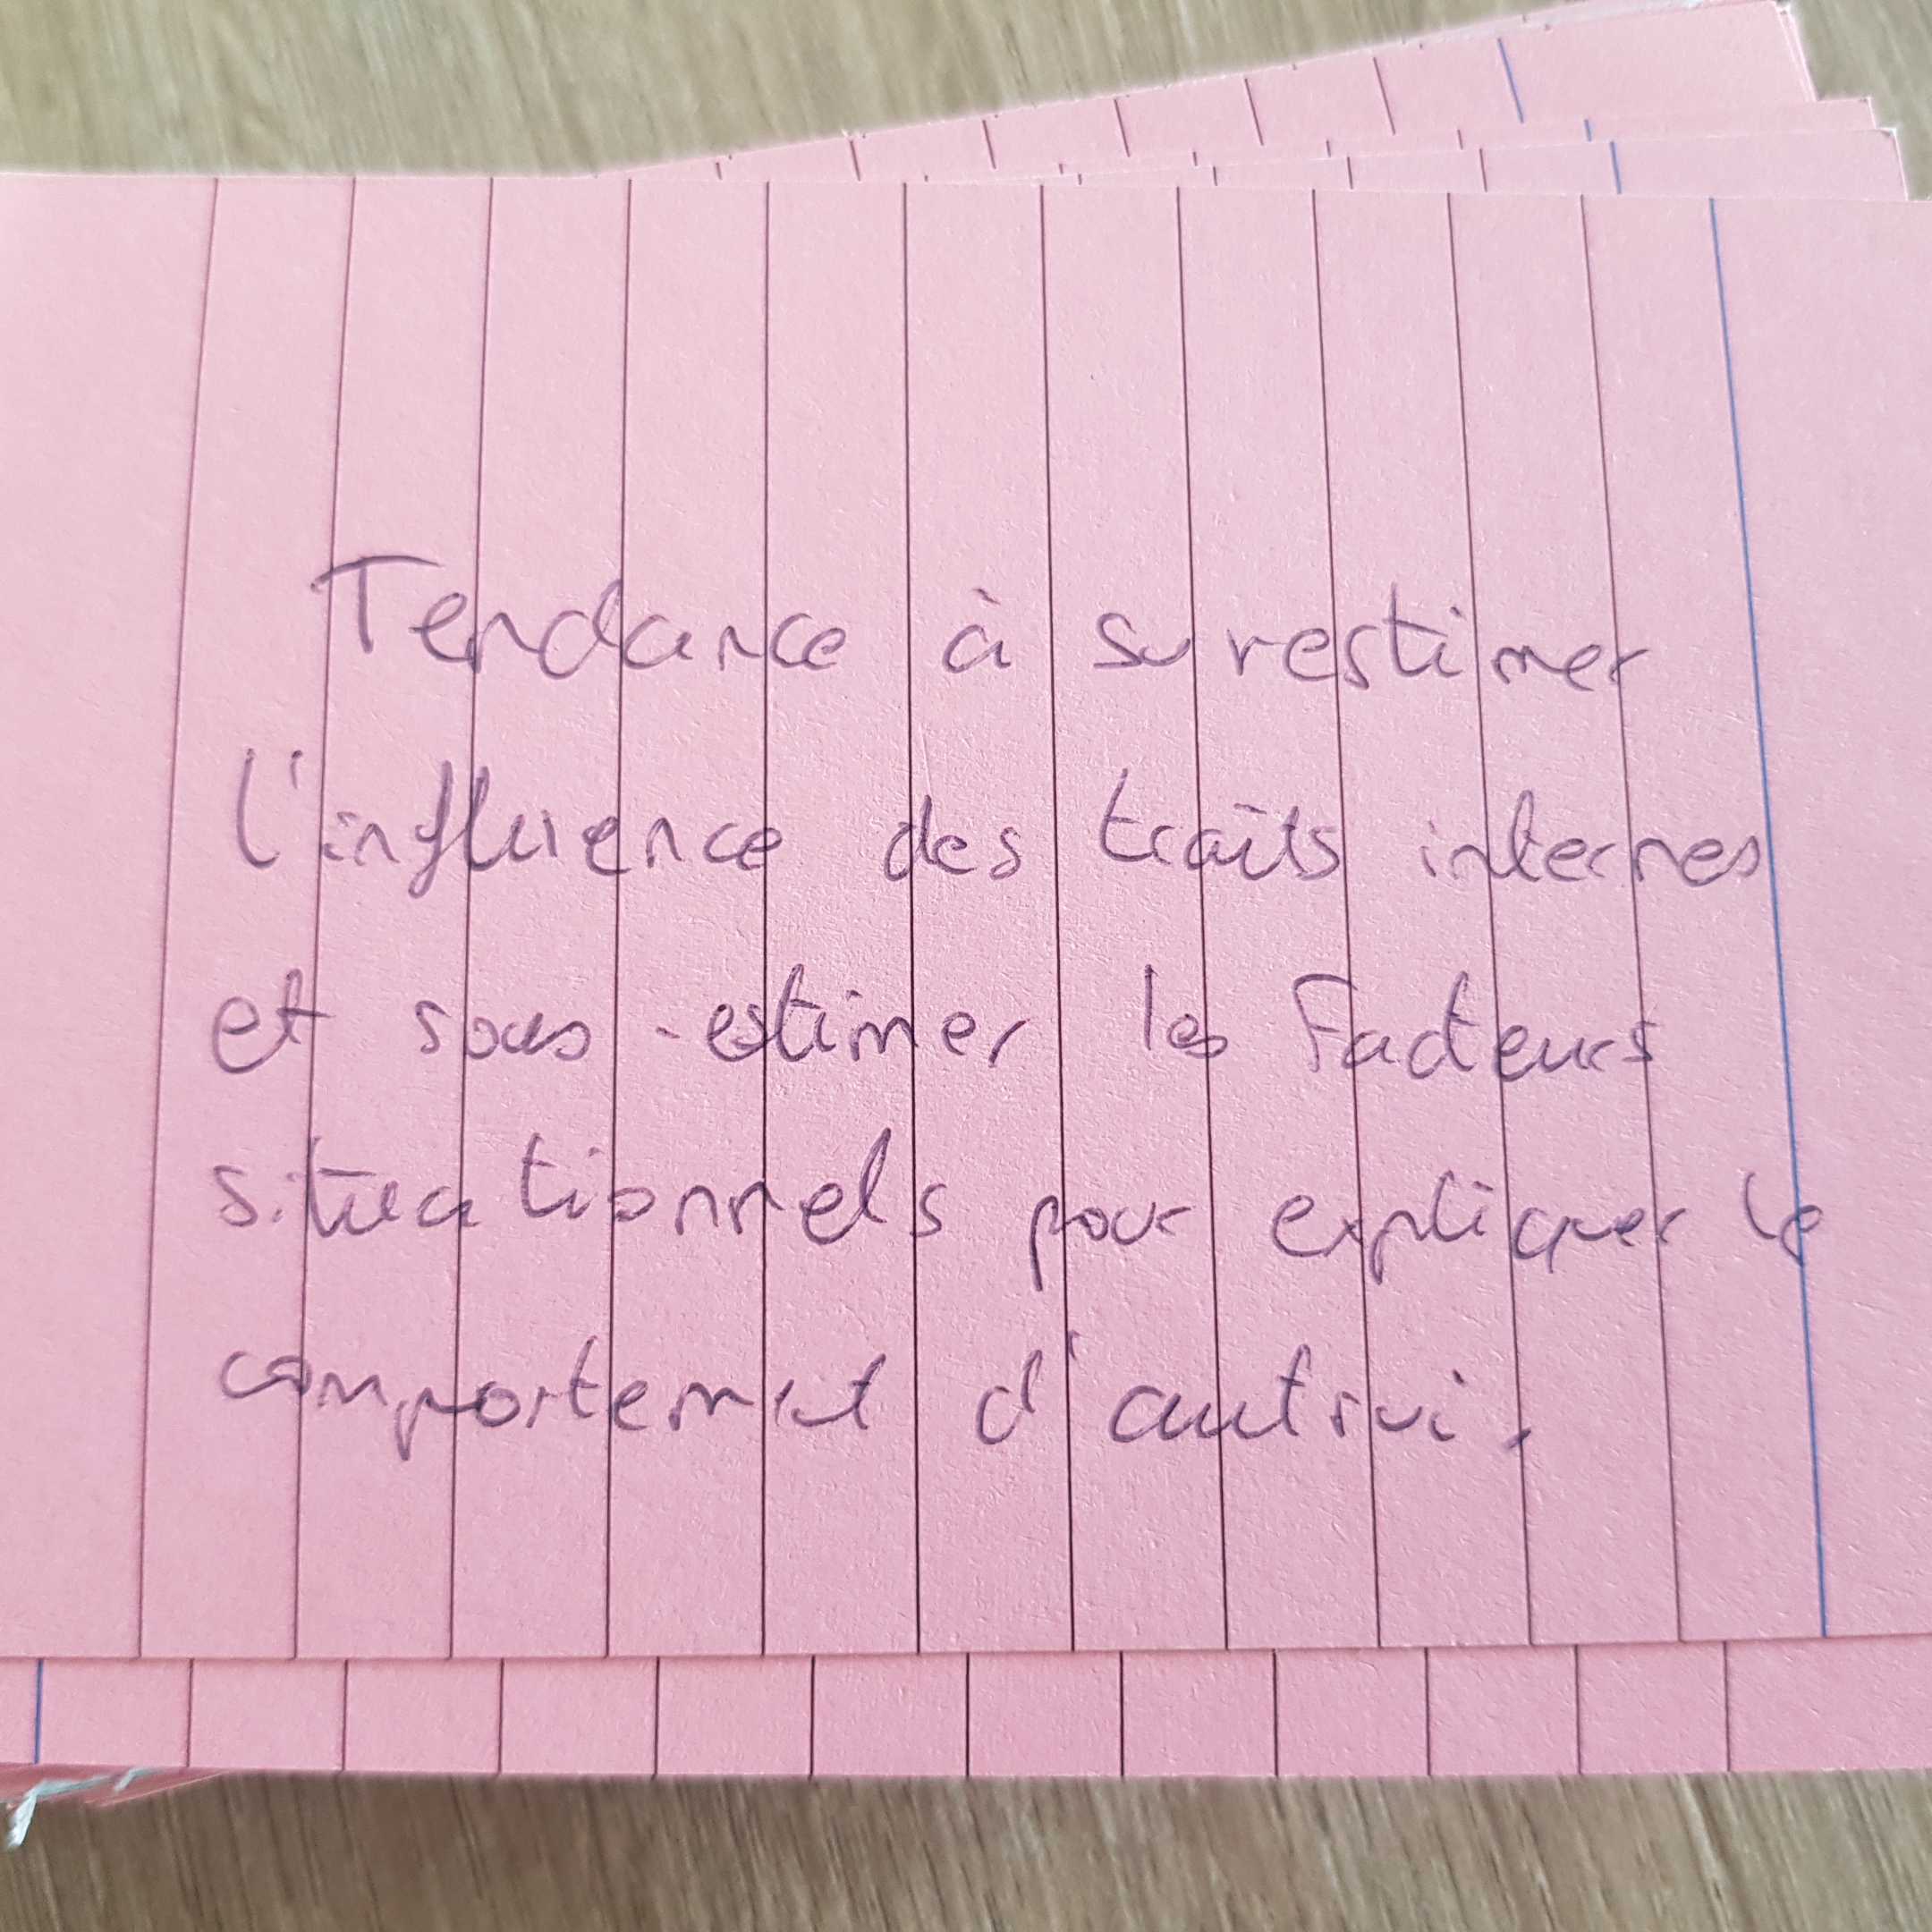 Tendance à surestimer
l'influence des traits internes
et sous-estimer les facteurs
situationnels pour expliquer le
comportement d'autrui.